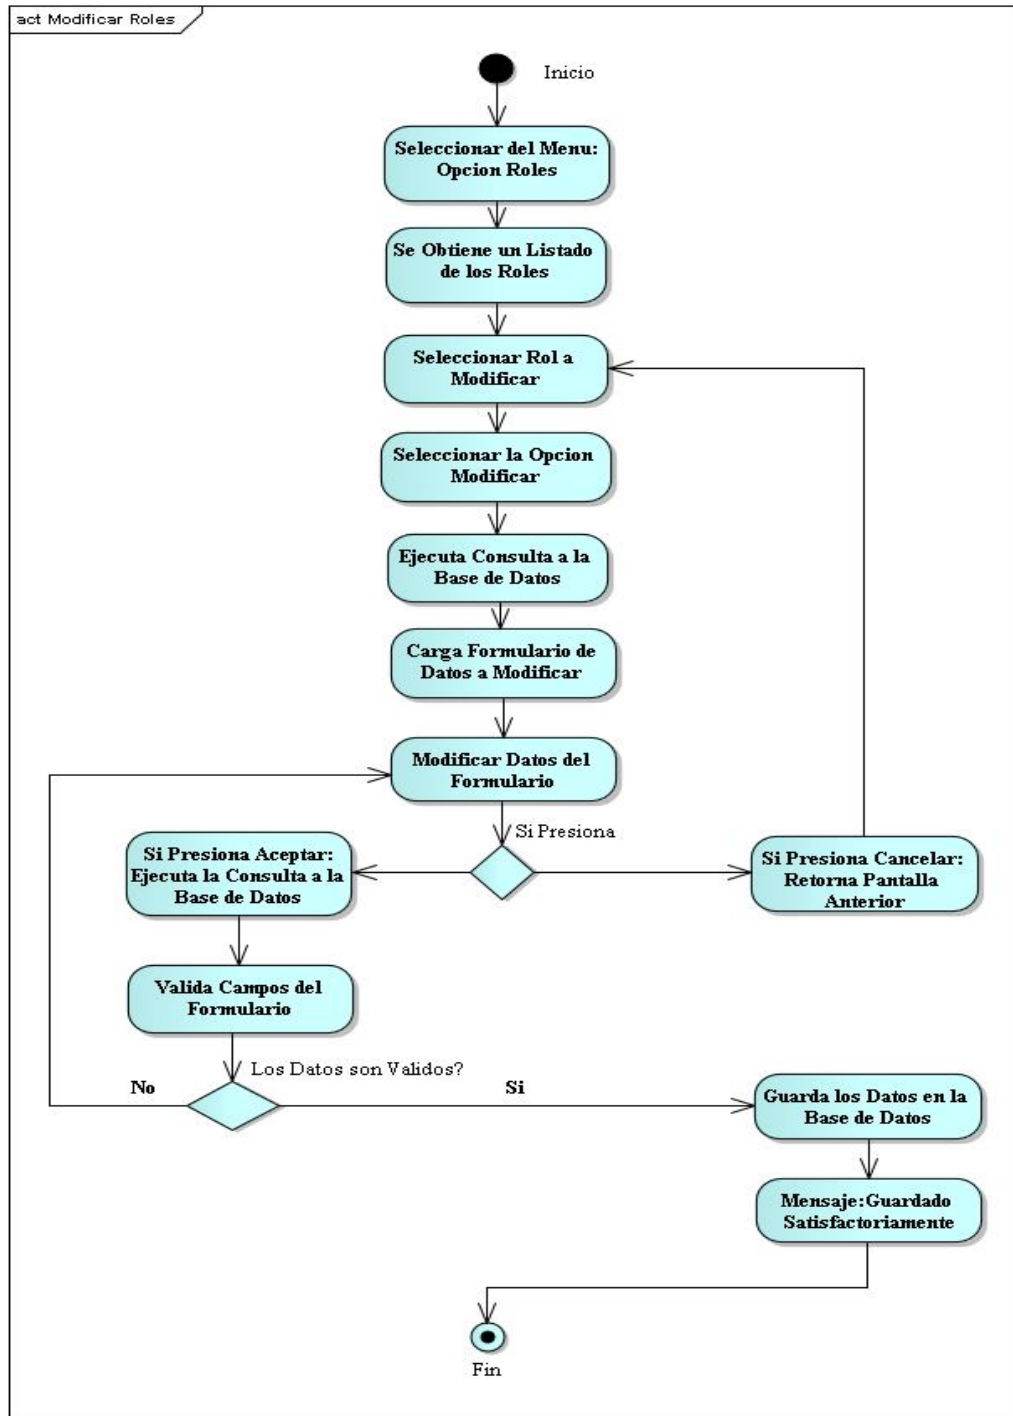 act Modificar Roles
Inicio
Seleccionar del Menu:
Opcion Roles
Se Obtiene un Listado
de los Roles
Seleccionar Rol a
Modificar
Seleccionar la Opcion
Modificar
Ejecuta Consulta a la
Base de Datos
Carga Formulario de
Datos a Modificar
Modificar Datos del
Formulario
Si Presiona
Si Presiona Aceptar:
Ejecuta la Consulta a la
Base de Datos
Si Presiona Cancelar:
Retorna Pantalla
Anterior
Valida Campos del
Formulario
Los Datos son Validos?
No
Si
Guarda los Datos en la
Base de Datos
Mensaje:Guardado
Satisfactoriamente
Fin